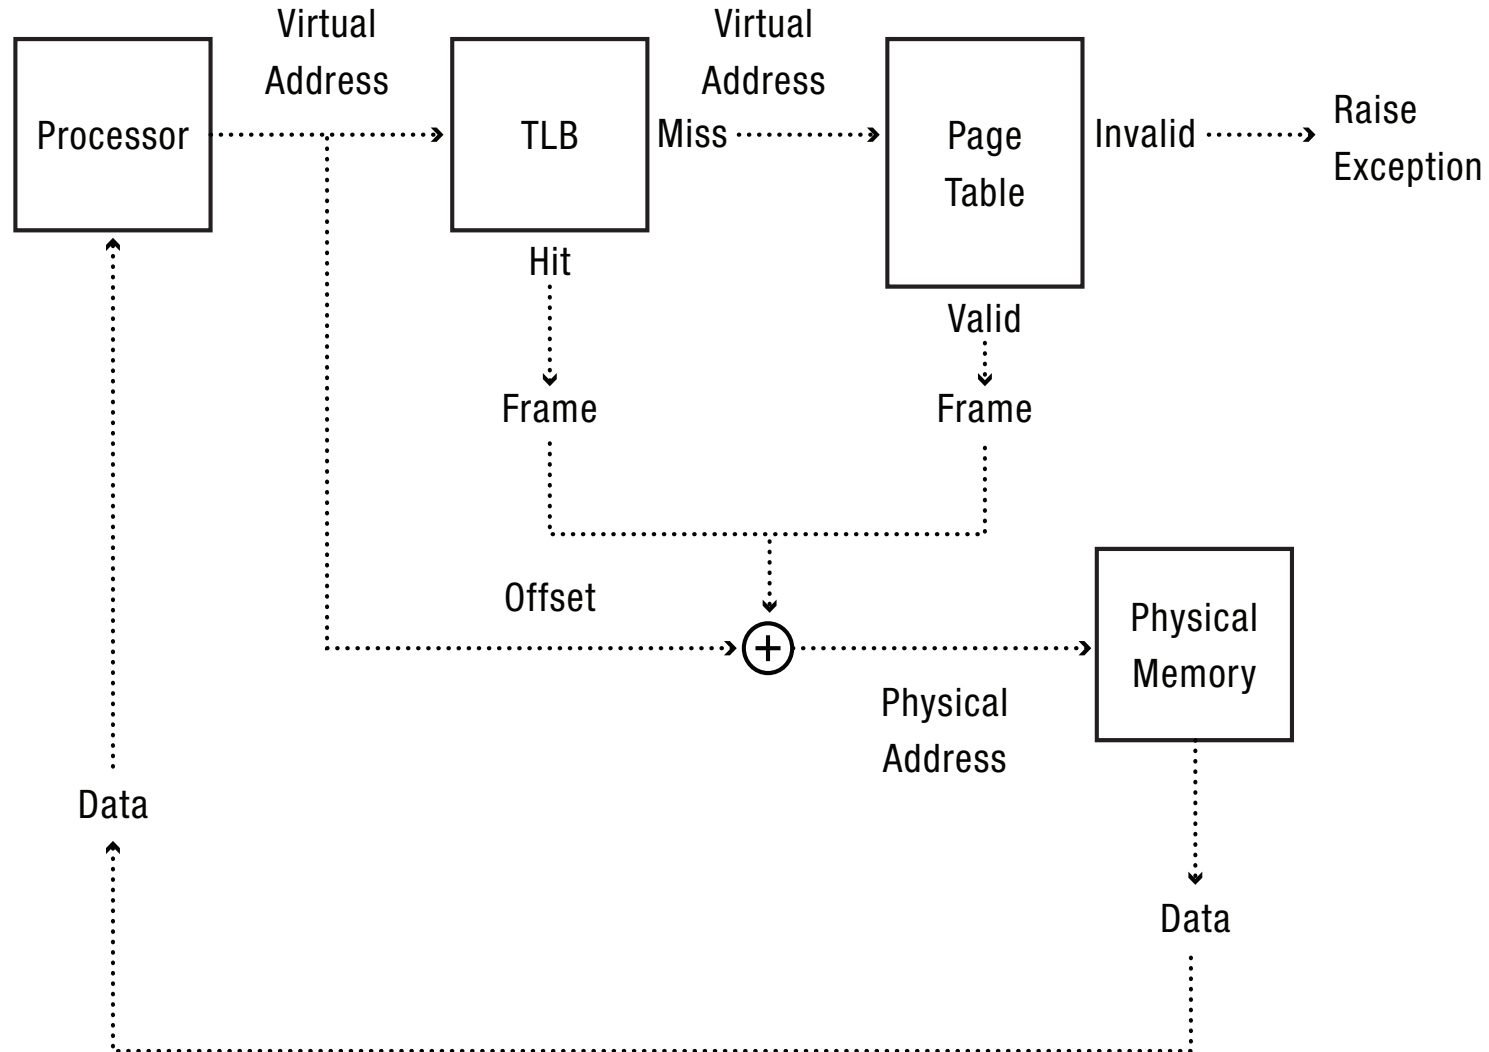 Virtual
Address
Virtual
Address
Processor
TLB
Miss
Page
Table
Invalid
Raise
Exception
Hit
Valid
Frame
Frame
Offset
Physical
Memory
Physical
Address
Data
Data